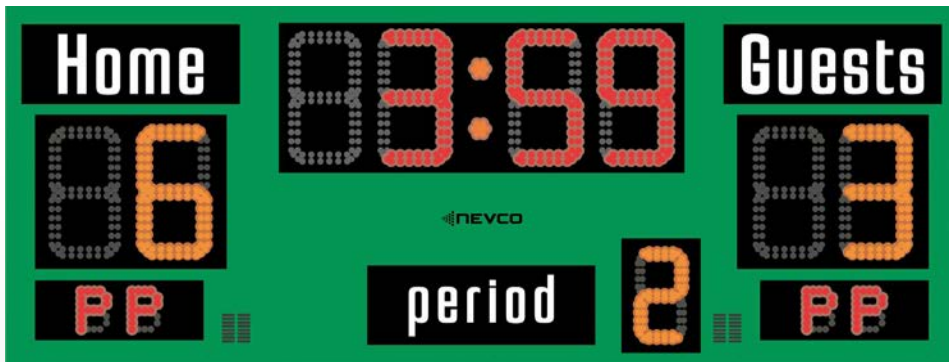 Home
3:59
Guests
6
3
NEVCO
PP
period
2
PP